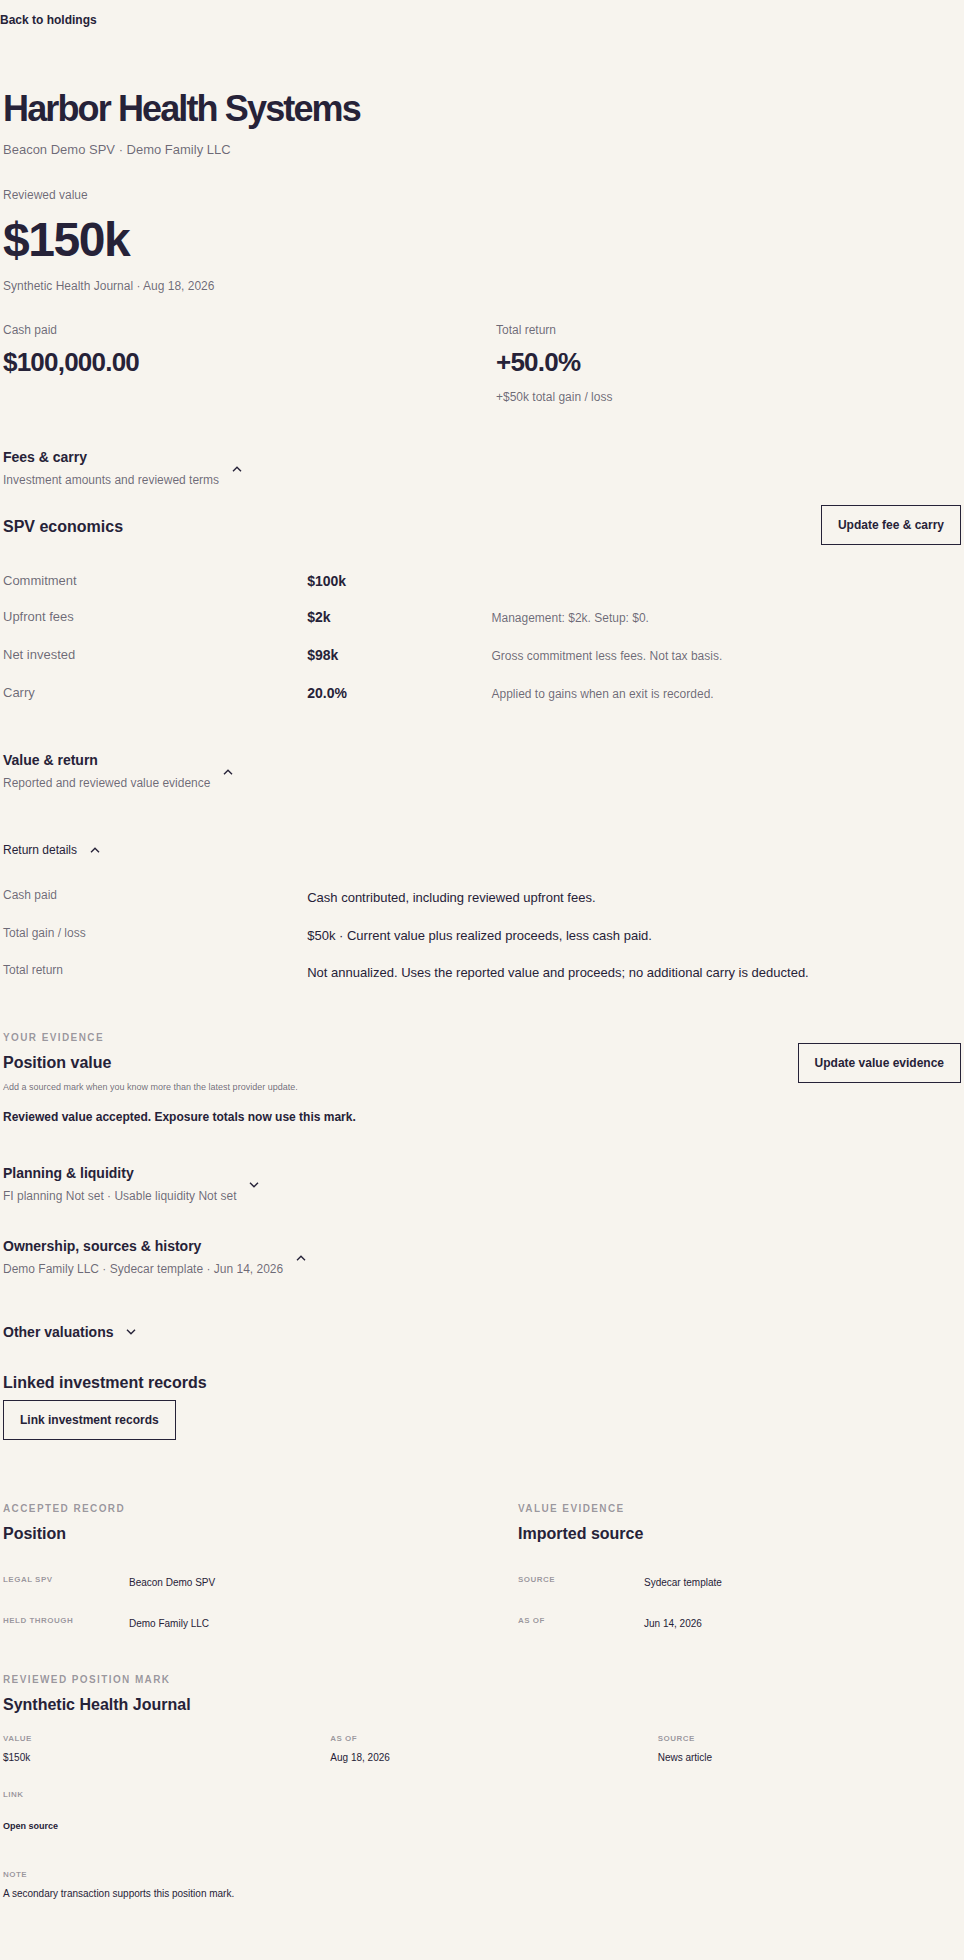 Back to holdings
Harbor Health Systems
Beacon Demo SPV · Demo Family LLC
Reviewed value
$150k
Synthetic Health Journal · Aug 18, 2026
Cash paid
$100,000.00
Total return
+50.0%
+$50k total gain / loss
Fees & carry
Investment amounts and reviewed terms
SPV economics
Update fee & carry
Commitment
$100k
Upfront fees
$2k
Management: $2k. Setup: $0.
Net invested
$98k
Gross commitment less fees. Not tax basis.
Carry
20.0%
Applied to gains when an exit is recorded.
Value & return
Reported and reviewed value evidence
Return details
Cash paid
Cash contributed, including reviewed upfront fees.
Total gain / loss
$50k · Current value plus realized proceeds, less cash paid.
Total return
Not annualized. Uses the reported value and proceeds; no additional carry is deducted.
YOUR EVIDENCE
Position value
Add a sourced mark when you know more than the latest provider update.
Update value evidence
Reviewed value accepted. Exposure totals now use this mark.
Planning & liquidity
FI planning Not set · Usable liquidity Not set
Ownership, sources & history
Demo Family LLC · Sydecar template · Jun 14, 2026
Other valuations
Linked investment records
Link investment records
ACCEPTED RECORD
Position
LEGAL SPV
Beacon Demo SPV
HELD THROUGH
Demo Family LLC
VALUE EVIDENCE
Imported source
SOURCE
Sydecar template
AS OF
Jun 14, 2026
REVIEWED POSITION MARK
Synthetic Health Journal
VALUE
$150k
AS OF
Aug 18, 2026
SOURCE
News article
LINK
Open source
NOTE
A secondary transaction supports this position mark.